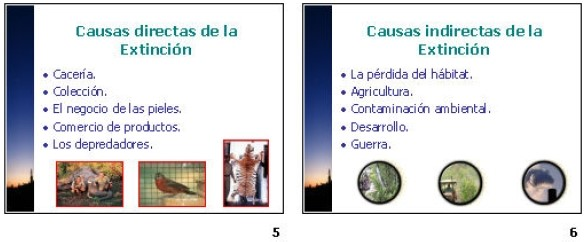 Causas directas de la
Extinción
• Cacería.
• Colección.
• El negocio de las pieles.
• Comercio de productos.
• Los depredadores.
5
Causas indirectas de la
Extinción
• La pérdida del hábitat.
• Agricultura.
• Contaminación ambiental.
• Desarrollo.
• Guerra.
6